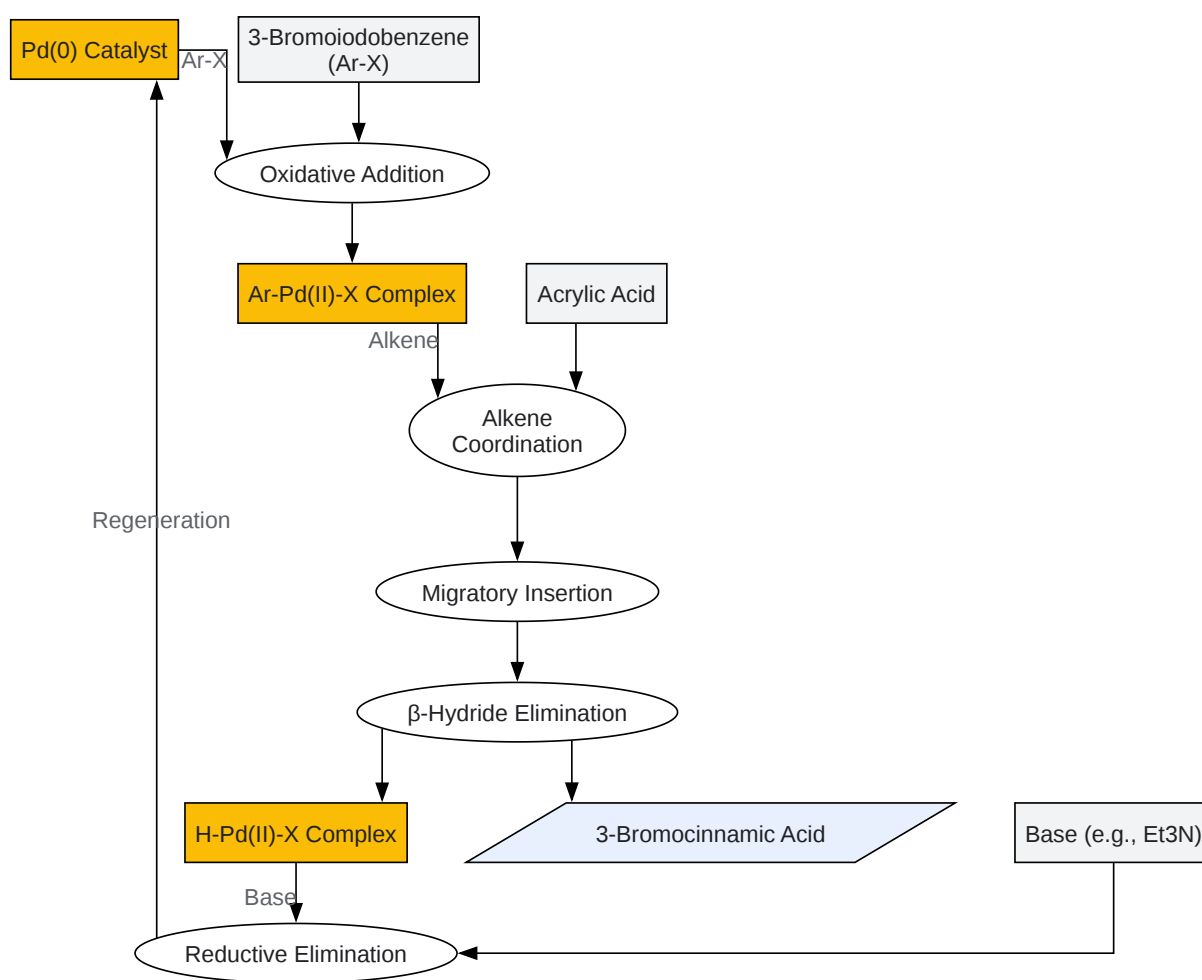 Pd(0) Catalyst
Ar-X
3-Bromoiodobenzene
(Ar-X)
Oxidative Addition
Ar-Pd(II)-X Complex
Acrylic Acid
Alkene
Alkene
Coordination
Regeneration
Migratory Insertion
β-Hydride Elimination
H-Pd(II)-X Complex
3-Bromocinnamic Acid
Base (e.g., Et3N)
Base
Reductive Elimination